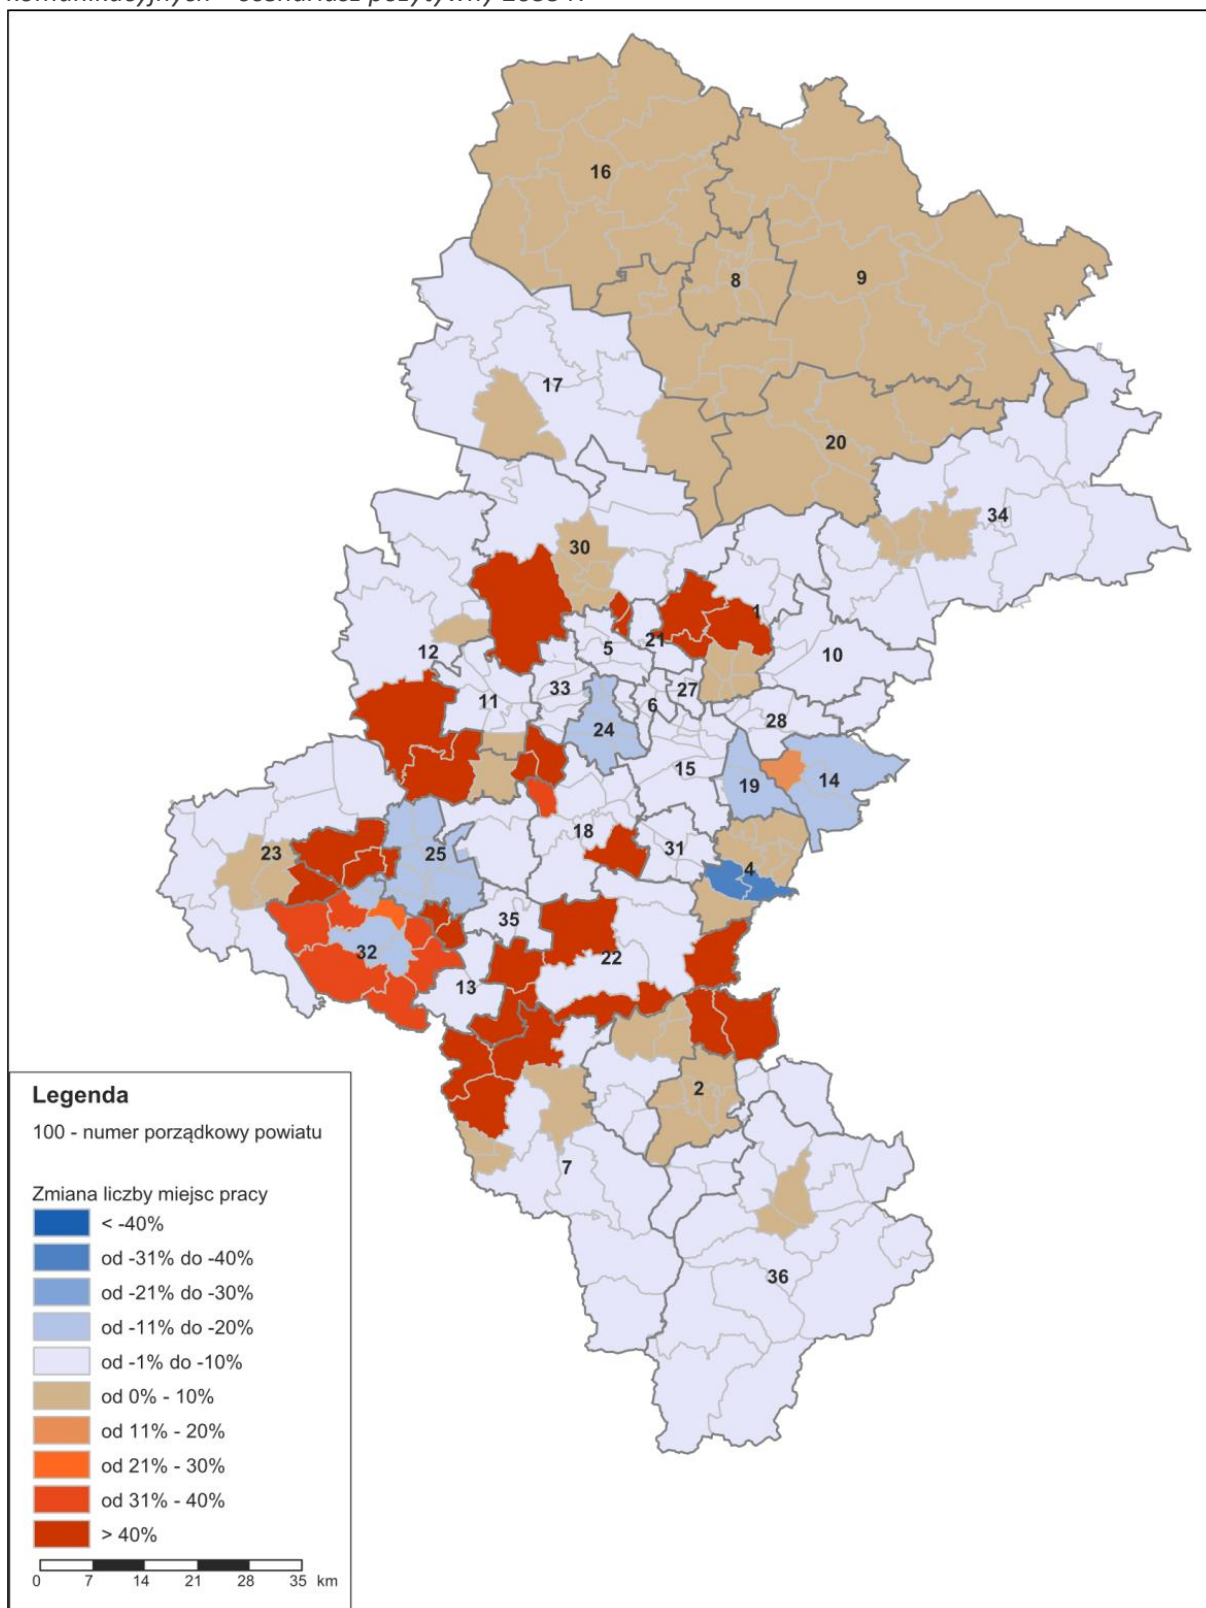 komunikacyjnych - scenariusz pozytywny 2035 r.
16
8
9
17
20
34
30
1
5
21
10
12
33
27
11
6
28
24
15
19
14
18
23
25
31
4
35
32
22
13
2
7
36
Legenda
100 - numer porządkowy powiatu
Zmiana liczby miejsc pracy
< -40%
od -31% do -40%
od -21% do -30%
od -11% do -20%
od -1% do -10%
od 0% - 10%
od 11% - 20%
od 21% - 30%
od 31% - 40%
> 40%
0 7 14 21 28 35 km